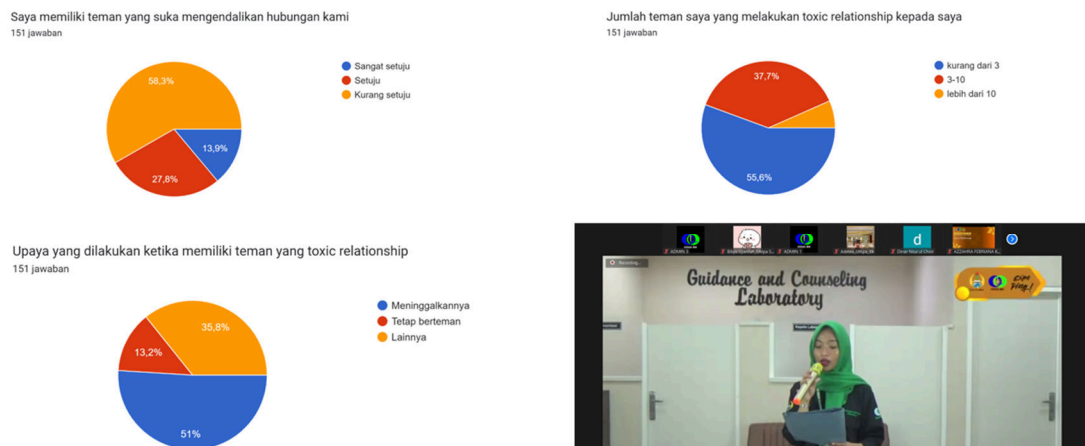 Saya memiliki teman yang suka mengendalikan hubungan kami
151 jawaban
58,3%
13,9%
27,8%
Sangat setuju
Setuju
Kurang setuju
Jumlah teman saya yang melakukan toxic relationship kepada saya
151 jawaban
37,7%
55,6%
kurang dari 3
3-10
lebih dari 10
Upaya yang dilakukan ketika memiliki teman yang toxic relationship
151 jawaban
35,8%
13,2%
51%
Meninggalkannya
Tetap berteman
Lainnya
d
Recording...
Guidance and Counseling
Laboratory